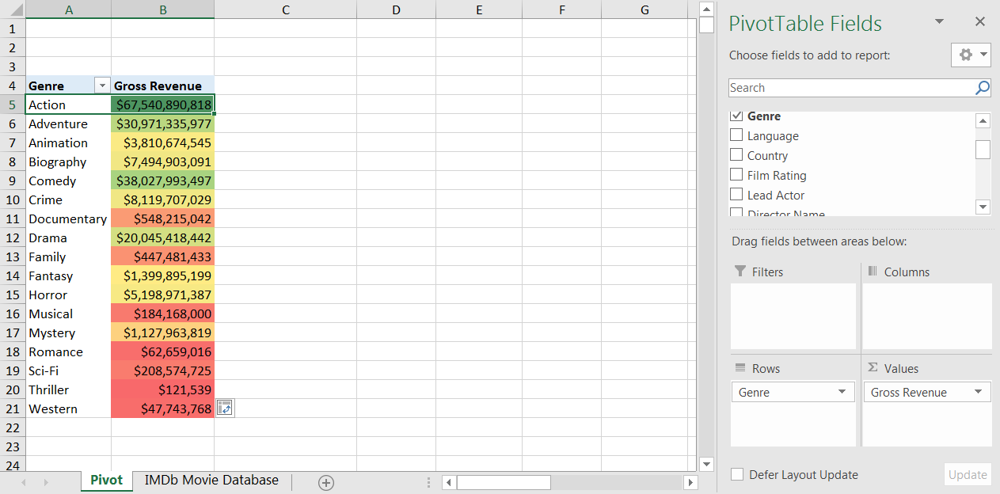 A B C D E F G
1
2
3
4 Genre Gross Revenue
5 Action $67,540,890,818
6 Adventure $30,971,335,977
7 Animation $3,810,674,545
8 Biography $7,494,903,091
9 Comedy $38,027,993,497
10 Crime $8,119,707,029
11 Documentary $548,215,042
12 Drama $20,045,418,442
13 Family $447,481,433
14 Fantasy $1,399,895,199
15 Horror $5,198,971,387
16 Musical $184,168,000
17 Mystery $1,127,963,819
18 Romance $62,659,016
19 Sci-Fi $208,574,725
20 Thriller $121,539
21 Western $47,743,768
22
23
24
Pivot IMDb Movie Database
PivotTable Fields
Choose fields to add to report:
Search
Genre
Language
Country
Film Rating
Lead Actor
Director Name
Drag fields between areas below:
Filters Columns
Rows Σ Values
Genre Gross Revenue
Defer Layout Update Update